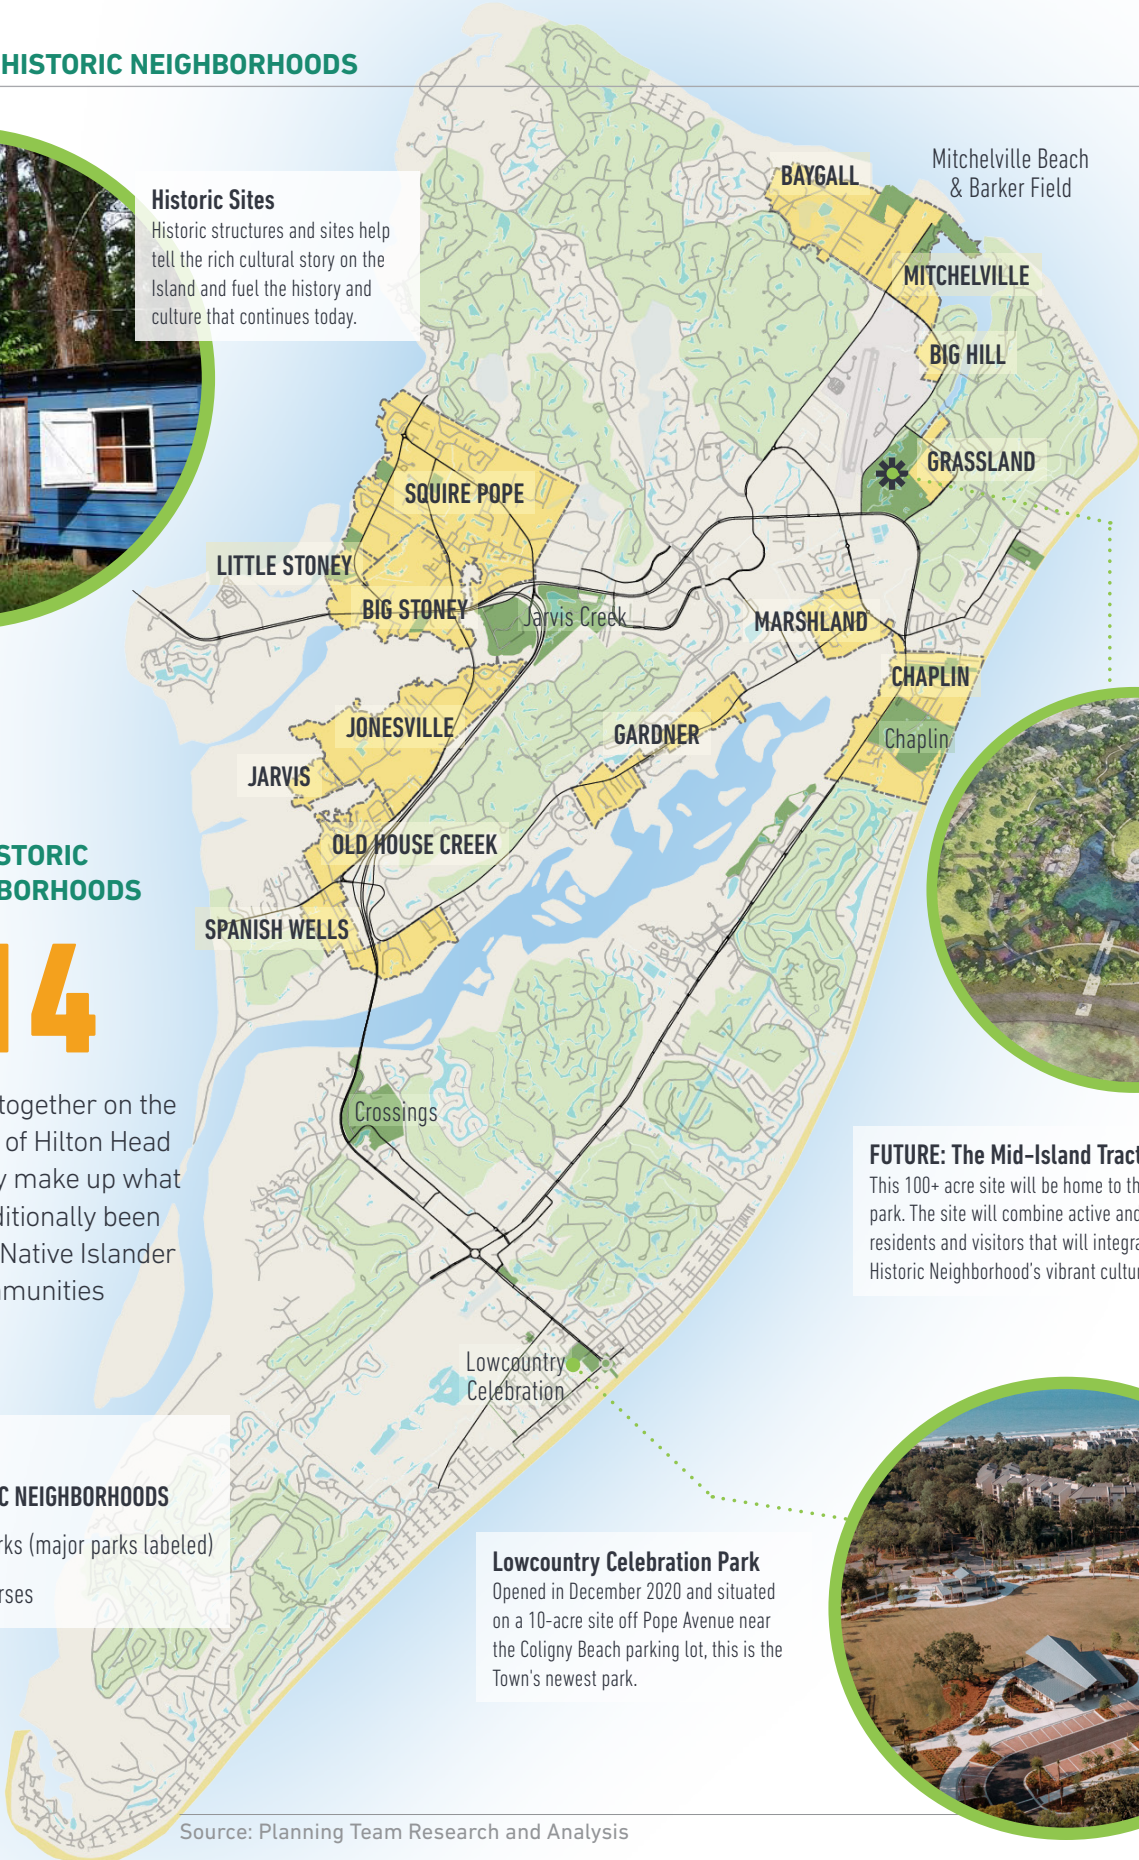 HISTORIC NEIGHBORHOODS
Historic Sites
Historic structures and sites help
tell the rich cultural story on the
Island and fuel the history and
culture that continues today.
BAYGALL
Mitchelville Beach
& Barker Field
MITCHELVILLE
BIG HILL
GRASSLAND
SQUIRE POPE
LITTLE STONEY
BIG STONEY
Jarvis Creek
MARSHLAND
CHAPLIN
Chaplin
JONESVILLE
GARDNER
JARVIS
OLD HOUSE CREEK
SPANISH WELLS
STORIC
BORHOODS
14
together on the
of Hilton Head
y make up what
ditionally been
Native Islander
mmunities
Crossings
FUTURE: The Mid-Island Tract
This 100+ acre site will be home to th
park. The site will combine active and
residents and visitors that will integra
Historic Neighborhood's vibrant cultur
Lowcountry
Celebration
C NEIGHBORHOODS
rks (major parks labeled)
rses
Lowcountry Celebration Park
Opened in December 2020 and situated
on a 10-acre site off Pope Avenue near
the Coligny Beach parking lot, this is the
Town's newest park.
Source: Planning Team Research and Analysis